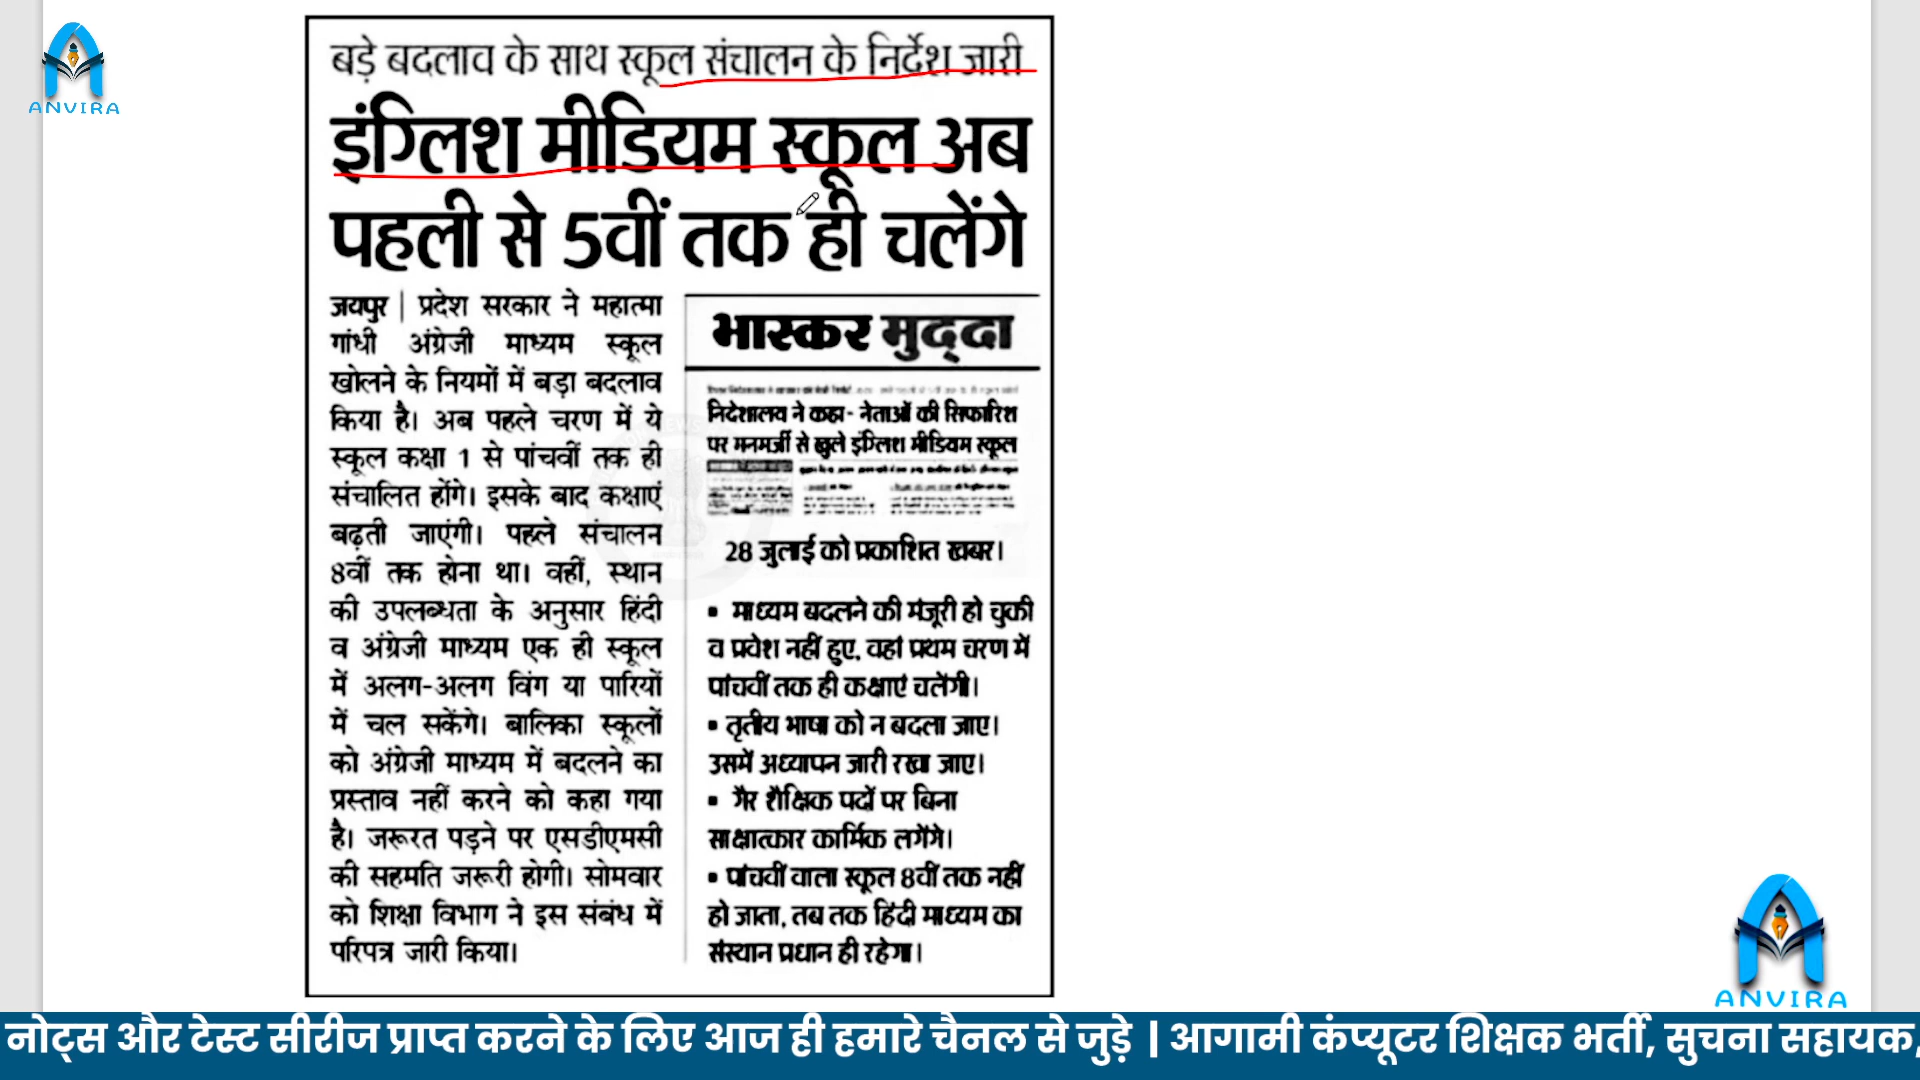 ANVIRA
बड़े बदलाव के साथ स्कूल संचालन के निर्देश जारी
इंग्लिश मीडियम स्कूल अब
पहली से 5वीं तक ही चलेंगे
जयपुर | प्रदेश सरकार ने महात्मा
गांधी अंग्रेजी माध्यम स्कूल
खोलने के नियमों में बड़ा बदलाव
किया है। अब पहले चरण में ये
स्कूल कक्षा 1 से पांचवीं तक ही
संचालित होंगे। इसके बाद कक्षाएं
बढ़ती जाएंगी। पहले संचालन
8वीं तक होना था। वहीं, स्थान
की उपलब्धता के अनुसार हिंदी
व अंग्रेजी माध्यम एक ही स्कूल
में अलग-अलग विंग या पारियों
में चल सकेंगे। बालिका स्कूलों
को अंग्रेजी माध्यम में बदलने का
प्रस्ताव नहीं करने को कहा गया
है। जरूरत पड़ने पर एसडीएमसी
की सहमति जरूरी होगी। सोमवार
को शिक्षा विभाग ने इस संबंध में
परिपत्र जारी किया।
भास्कर मुद्दा
निदेशालय ने कहा - नेताओं की सिफारिश
पर मनमर्जी से खुले इंग्लिश मीडियम स्कूल
28 जुलाई को प्रकाशित खबर।
▪ माध्यम बदलने की मंजूरी हो चुकी
व प्रवेश नहीं हुए, वहां प्रथम चरण में
पांचवीं तक ही कक्षाएं चलेंगी।
▪ तृतीय भाषा को न बदला जाए।
उसमें अध्यापन जारी रखा जाए।
▪ गैर शैक्षिक पदों पर बिना
साक्षात्कार कार्मिक लगेंगे।
▪ पांचवीं वाला स्कूल 8वीं तक नहीं
हो जाता, तब तक हिंदी माध्यम का
संस्थान प्रधान ही रहेगा।
ANVIRA
नोट्स और टेस्ट सीरीज प्राप्त करने के लिए आज ही हमारे चैनल से जुड़े | आगामी कंप्यूटर शिक्षक भर्ती, सुचना सहायक,